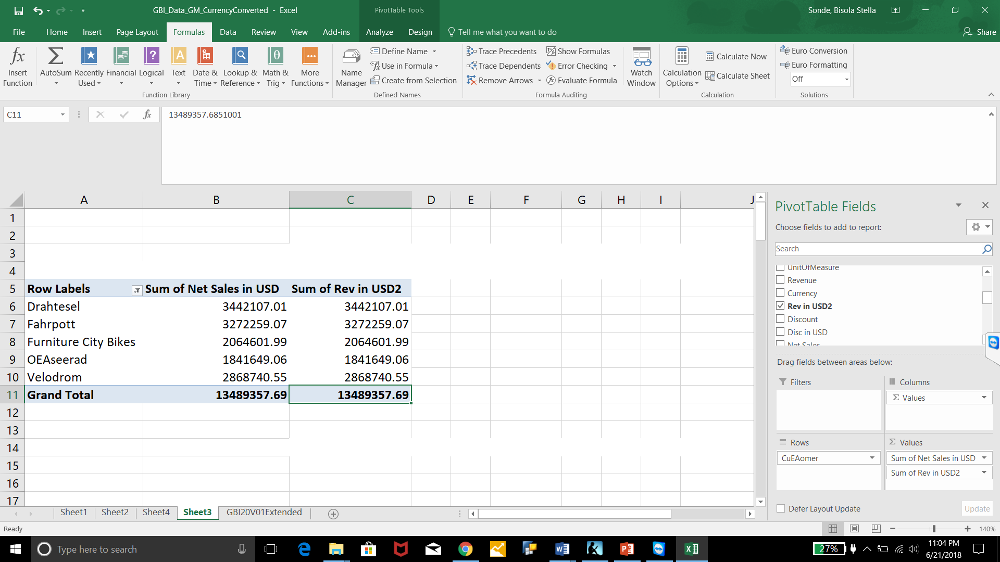 GBI_Data_GM_CurrencyConverted - Excel
PivotTable Tools
Sonde, Bisola Stella
File Home Insert Page Layout Formulas Data Review View Add-ins Analyze Design Tell me what you want to do Share
Insert Function
AutoSum
Recently Used
Financial
Logical
Text
Date & Time
Lookup & Reference
Math & Trig
More Functions
Function Library
Name Manager
Define Name
Use in Formula
Create from Selection
Defined Names
Trace Precedents
Trace Dependents
Remove Arrows
Show Formulas
Error Checking
Evaluate Formula
Formula Auditing
Watch Window
Calculation Options
Calculate Now
Calculate Sheet
Calculation
Euro Conversion
Euro Formatting
Off
Solutions
C11
fx
13489357.6851001
A B C D E F G H I J
1
2
3
4
5 Row Labels Sum of Net Sales in USD Sum of Rev in USD2
6 Drahtesel 3442107.01 3442107.01
7 Fahrpott 3272259.07 3272259.07
8 Furniture City Bikes 2064601.99 2064601.99
9 OEAseerad 1841649.06 1841649.06
10 Velodrom 2868740.55 2868740.55
11 Grand Total 13489357.69 13489357.69
12
13
14
15
16
17
PivotTable Fields
Choose fields to add to report:
Search
UnitOfMeasure
Revenue
Currency
Rev in USD2
Discount
Disc in USD
Net Sales
Drag fields between areas below:
Filters
Columns
Σ Values
Rows
CuEAomer
Σ Values
Sum of Net Sales in USD
Sum of Rev in USD2
Defer Layout Update
Update
Sheet1 Sheet2 Sheet4 Sheet3 GBI20V01Extended
Ready
140%
Type here to search
27%
11:04 PM
6/21/2018